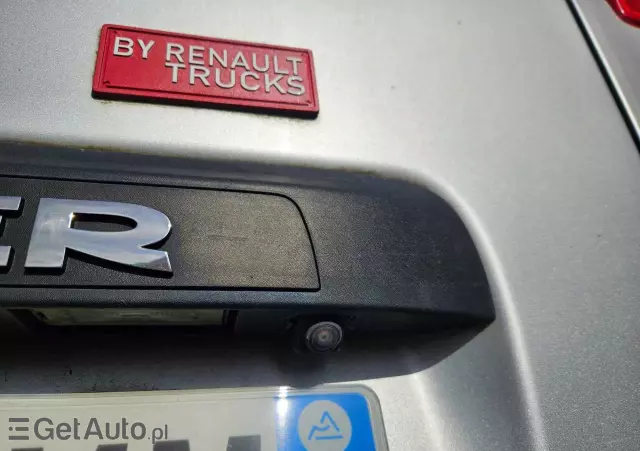 BY RENAULT
TRUCKS
ER
GetAuto.pl